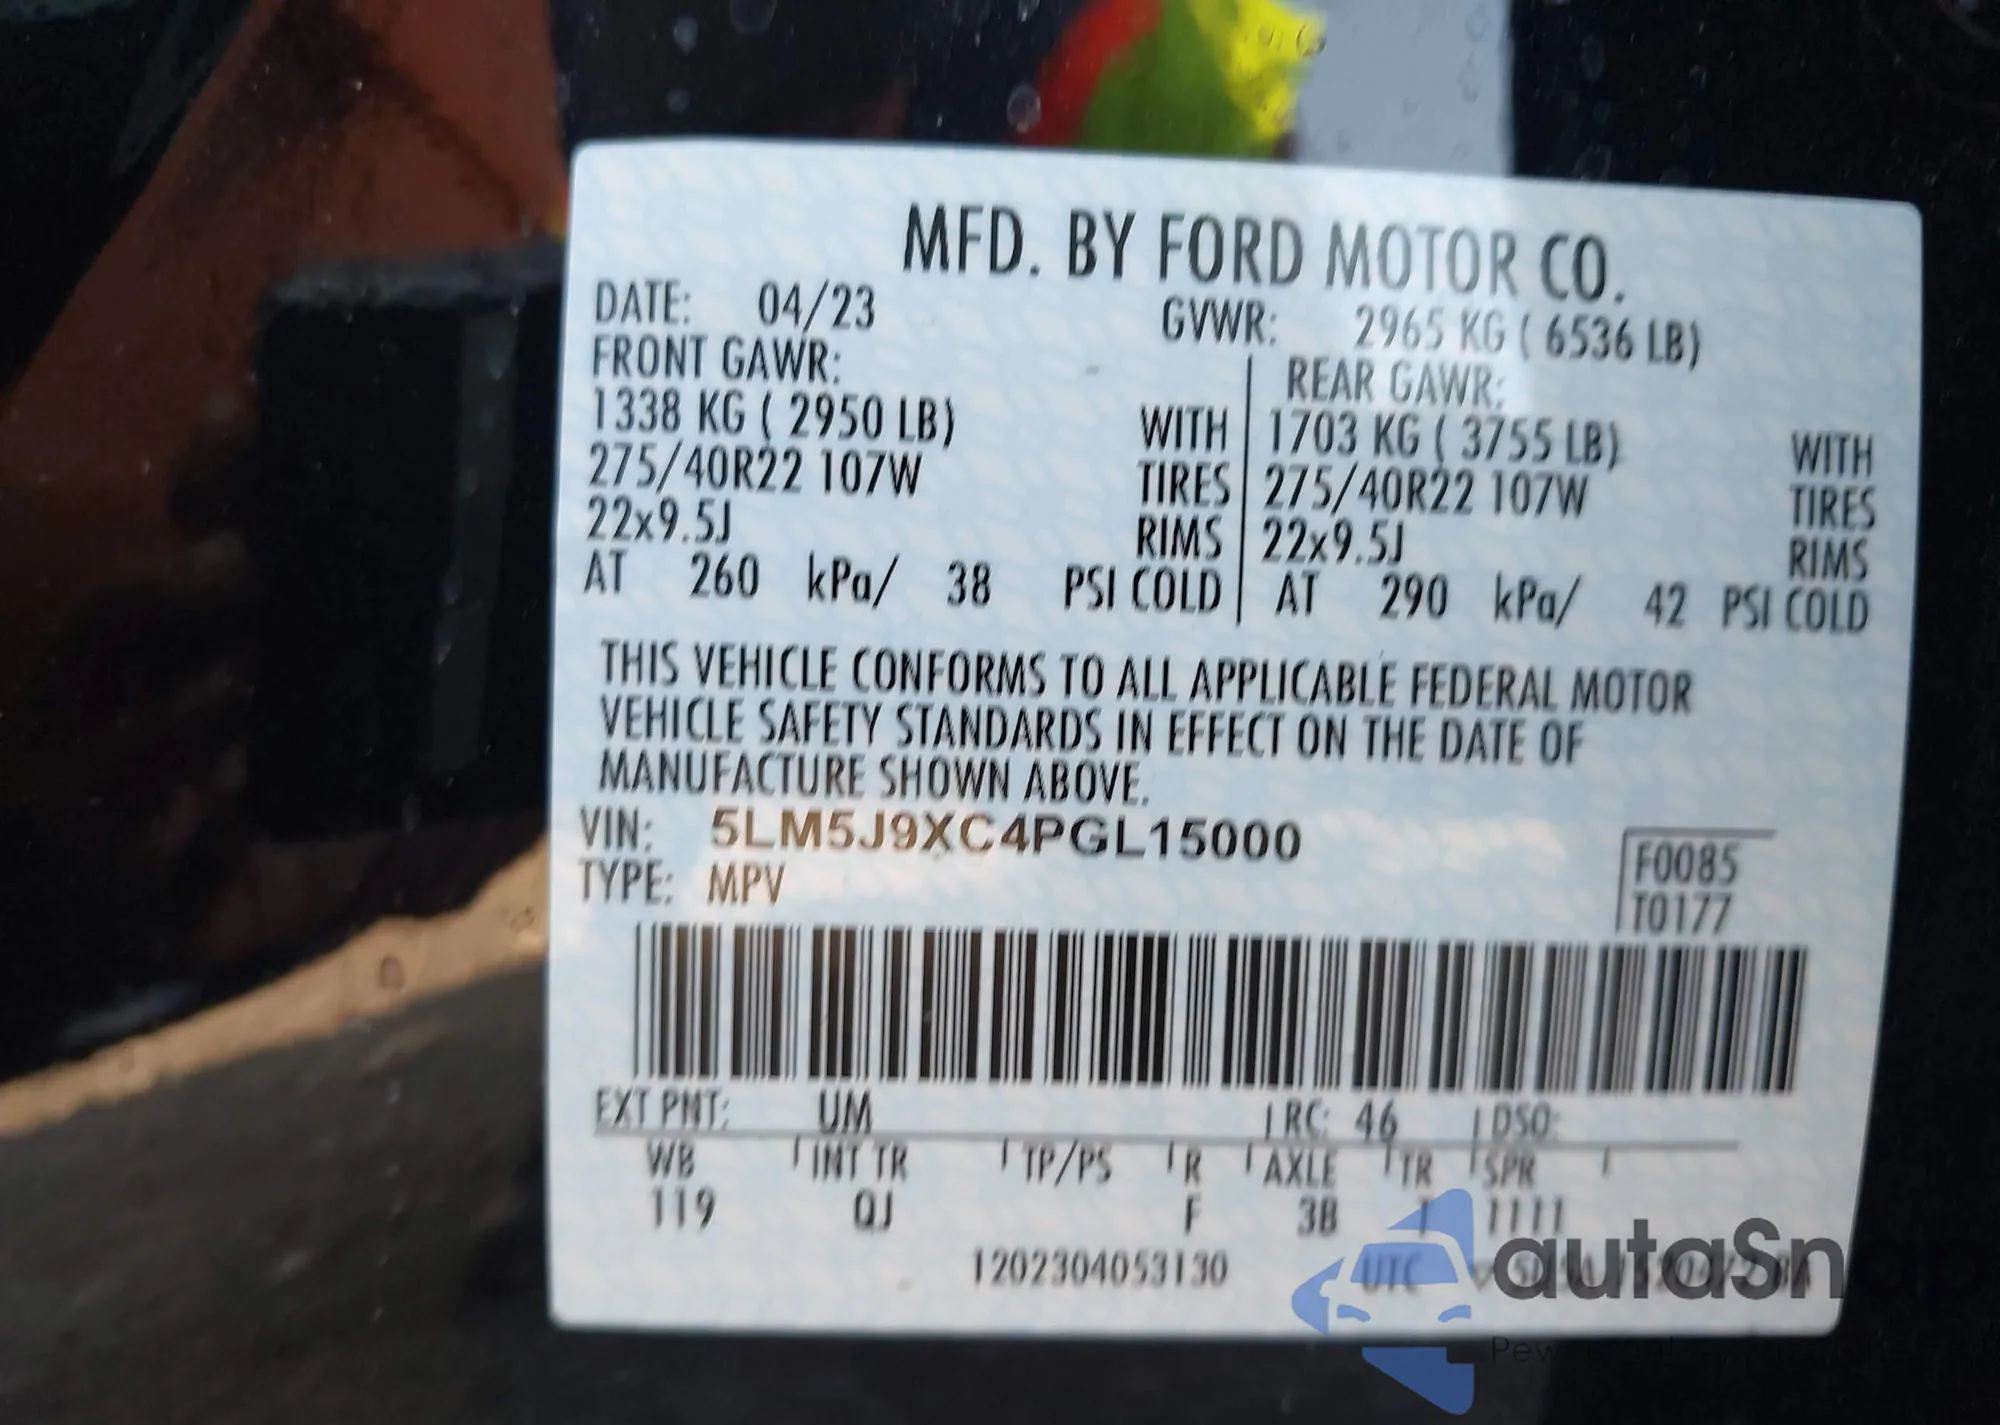 MFD. BY FORD MOTOR CO.
DATE: 04/23 GVWR: 2965 KG ( 6536 LB)
FRONT GAWR: REAR GAWR:
1338 KG ( 2950 LB) WITH 1703 KG ( 3755 LB) WITH
275/40R22 107W TIRES 275/40R22 107W TIRES
22x9.5J RIMS 22x9.5J RIMS
AT 260 kPa/ 38 PSI COLD AT 290 kPa/ 42 PSI COLD
THIS VEHICLE CONFORMS TO ALL APPLICABLE FEDERAL MOTOR
VEHICLE SAFETY STANDARDS IN EFFECT ON THE DATE OF
MANUFACTURE SHOWN ABOVE.
VIN: 5LM5J9XC4PGL15000
TYPE: MPV
F0085
T0177
EXT PNT: UM RC: 46 DSO:
WB INT TR TP/PS R AXLE TR SPR
119 QJ F 3B T 1111
1202304053130 UTC
autaSn